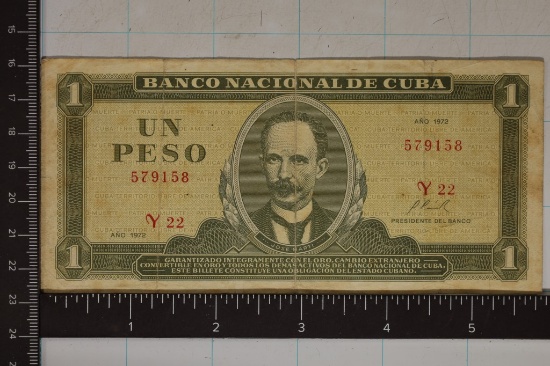 BANCO NACIONAL DE CUBA
1 1
UN
PESO
AÑO 1972
579158 579158
Y 22 Y 22
AÑO 1972
PRESIDENTE DEL BANCO
JOSE MARTI
1 1
GARANTIZADO INTEGRAMENTE CON EL ORO, CAMBIO EXTRANJERO
CONVERTIBLE EN ORO Y TODOS LOS DEMAS ACTIVOS DEL BANCO NACIONAL DE CUBA.
ESTE BILLETE CONSTITUYE UNA OBLIGACION DEL ESTADO CUBANO.
15
16
17
18
19
20
21
22
23
24
1 2 3 4 5